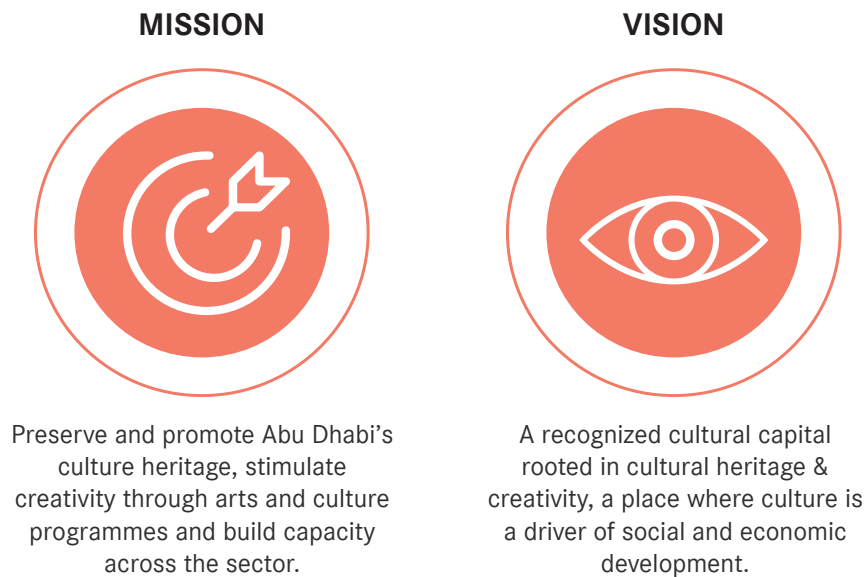 MISSION
Preserve and promote Abu Dhabi’s
culture heritage, stimulate
creativity through arts and culture
programmes and build capacity
across the sector.
VISION
A recognized cultural capital
rooted in cultural heritage &
creativity, a place where culture is
a driver of social and economic
development.